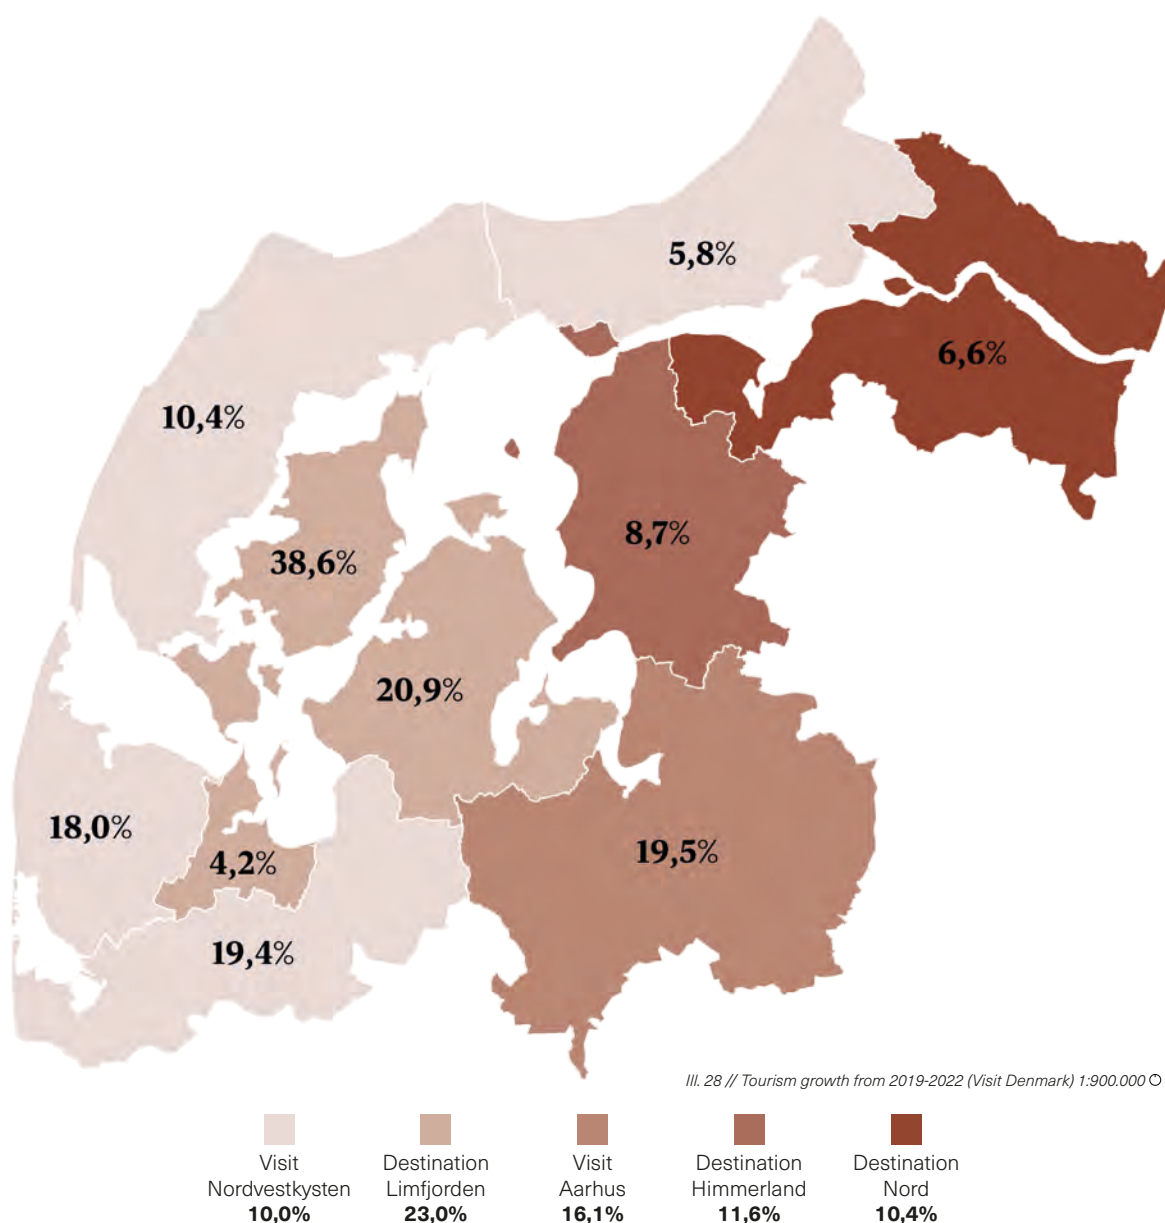 5,8%
6,6%
10,4%
8,7%
38,6%
20,9%
18,0%
19,5%
4,2%
19,4%
Ill. 28 // Tourism growth from 2019-2022 (Visit Denmark) 1:900.000
Visit
Nordvestkysten
10,0%
Destination
Limfjorden
23,0%
Visit
Aarhus
16,1%
Destination
Himmerland
11,6%
Destination
Nord
10,4%